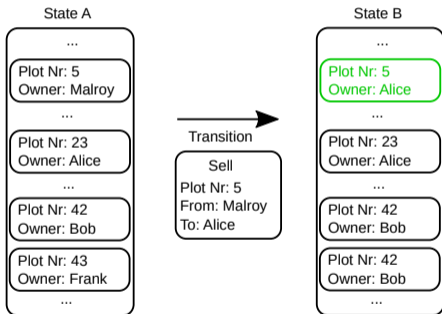 State A
...
Plot Nr: 5
Owner: Malroy
...
Plot Nr: 23
Owner: Alice
...
Plot Nr: 42
Owner: Bob
Plot Nr: 43
Owner: Frank
...
Transition
Sell
Plot Nr: 5
From: Malroy
To: Alice
State B
...
Plot Nr: 5
Owner: Alice
...
Plot Nr: 23
Owner: Alice
...
Plot Nr: 42
Owner: Bob
Plot Nr: 42
Owner: Bob
...